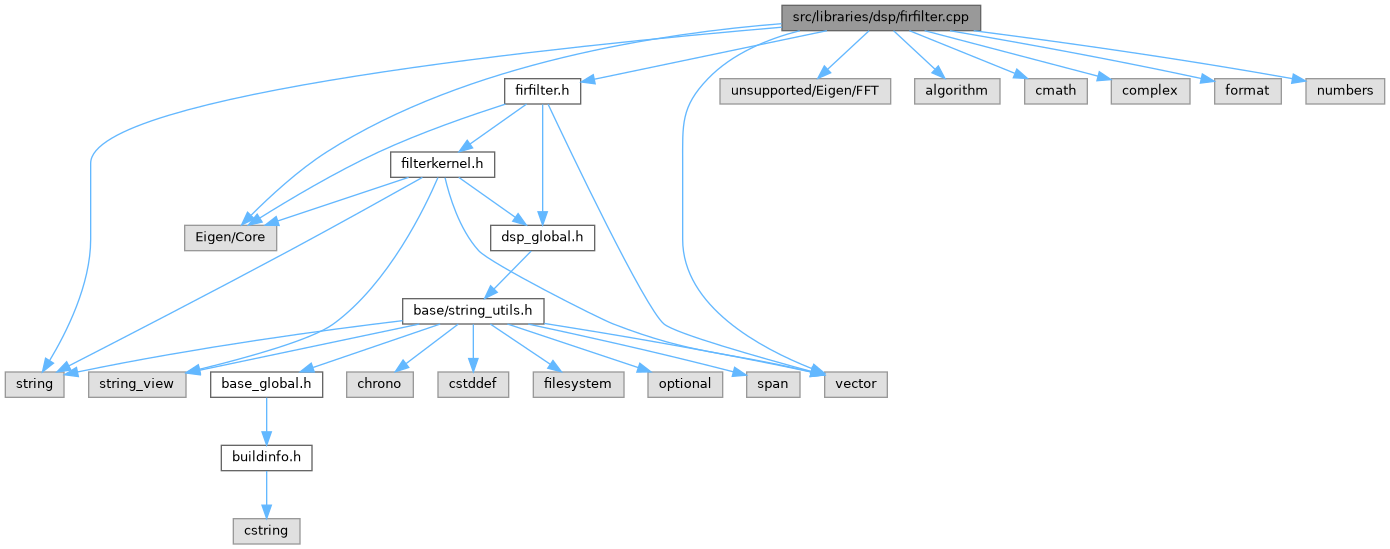 src/libraries/dsp/firfilter.cpp
firfilter.h
unsupported/Eigen/FFT
algorithm
cmath
complex
format
numbers
filterkernel.h
Eigen/Core
dsp_global.h
base/string_utils.h
string
string_view
base_global.h
chrono
cstddef
filesystem
optional
span
vector
buildinfo.h
cstring